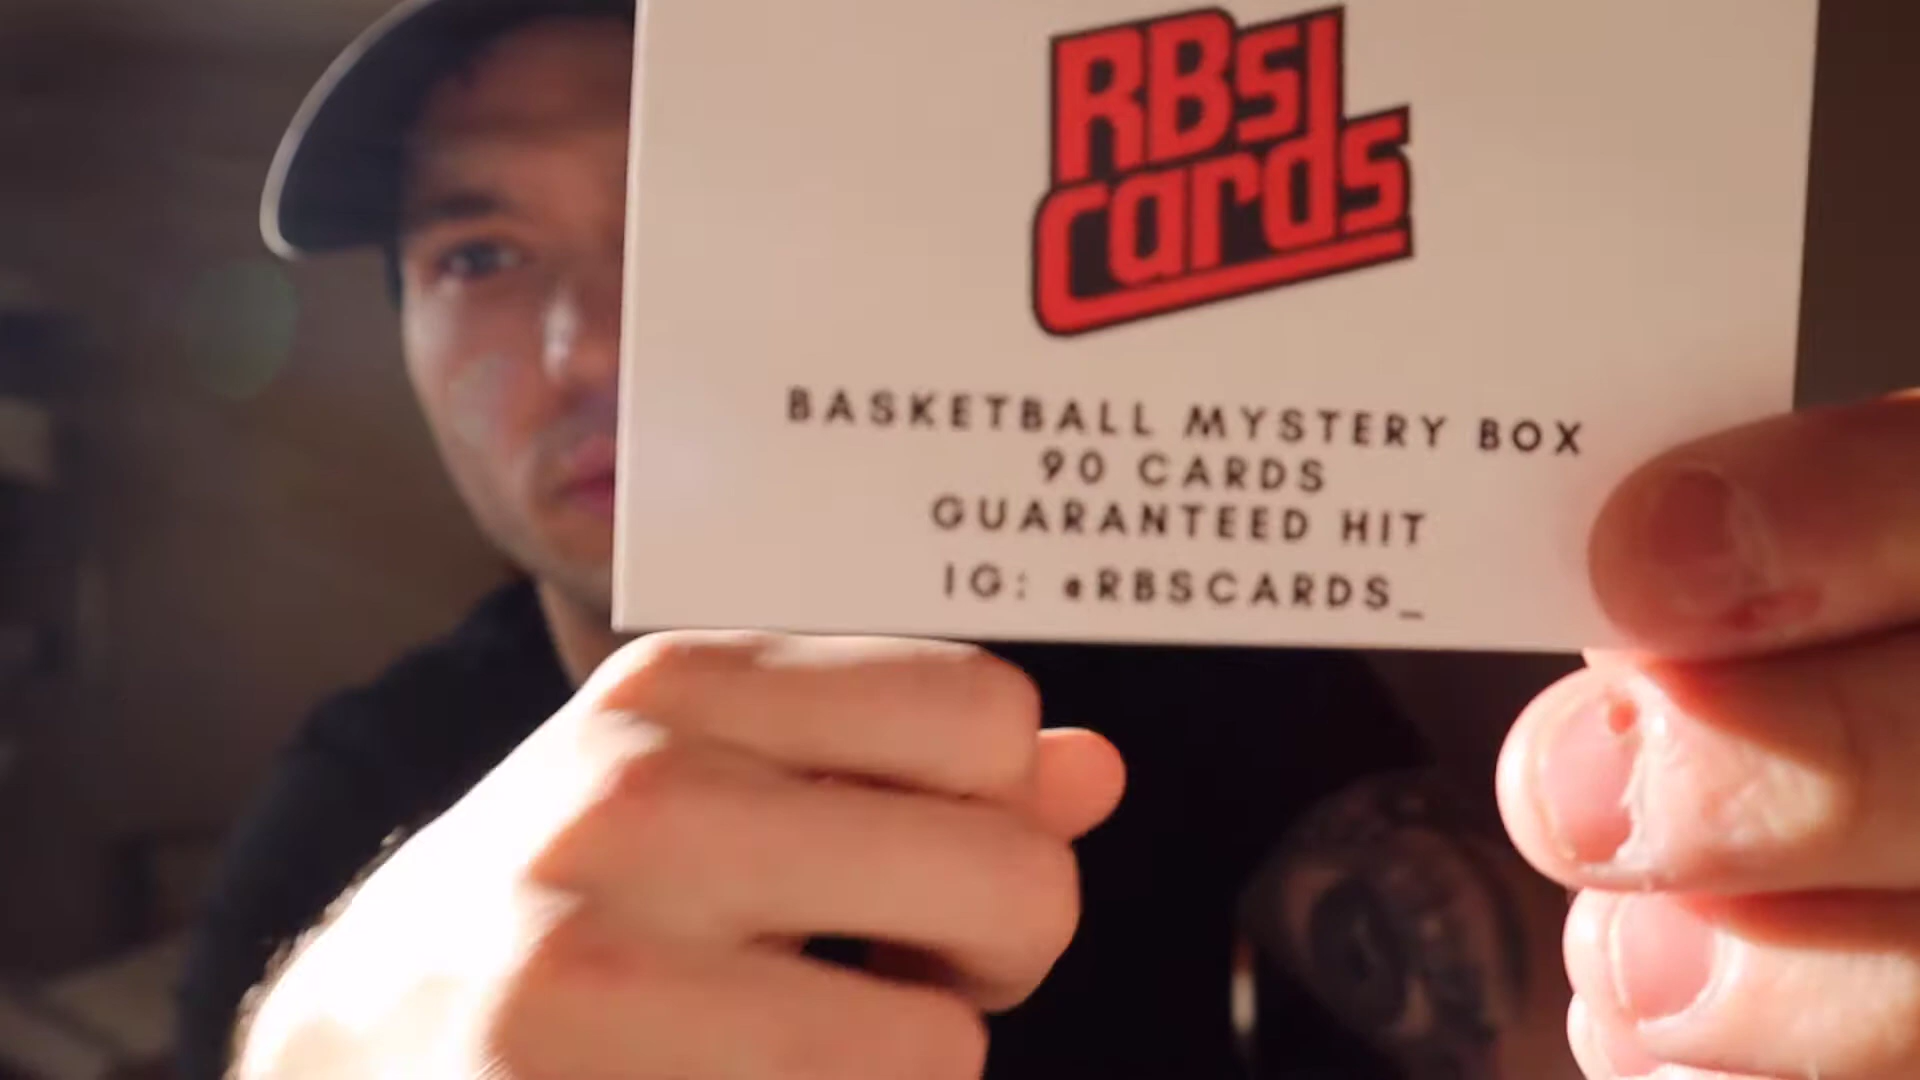 RBs
cards
BASKETBALL MYSTERY BOX
90 CARDS
GUARANTEED HIT
IG: @RBSCARDS_